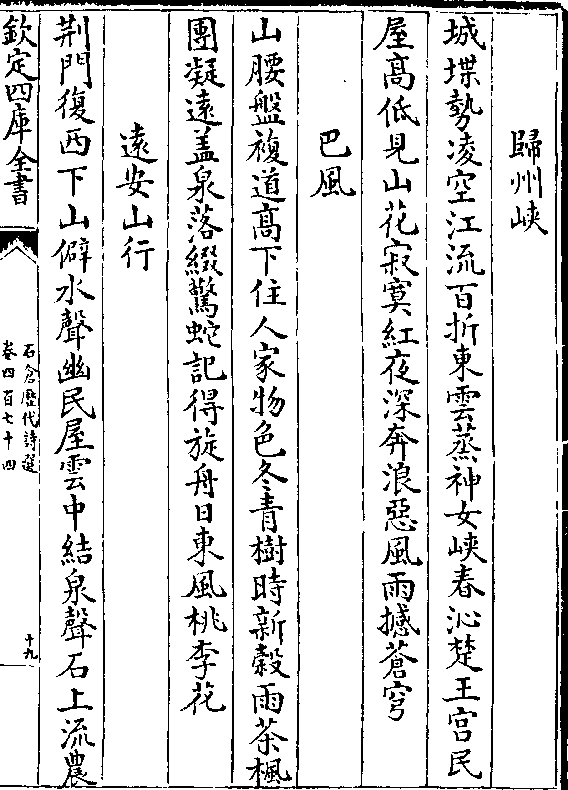 歸州峽
城堞勢凌空江流百折東雲蒸神女峽春沁楚王宫民
屋高低見山花寂寞紅夜深奔浪惡風雨撼蒼穹
巴風
山腰盤複道高下住人家物色冬青樹時新穀雨茶楓
團凝遠盖泉落綴驚蛇記得旋舟日東風桃李花
遠安山行
荆門復西下山僻水聲幽民屋雲中結泉聲石上流農
欽定四庫全書
石倉歷代詩選
卷四百七十四
十九